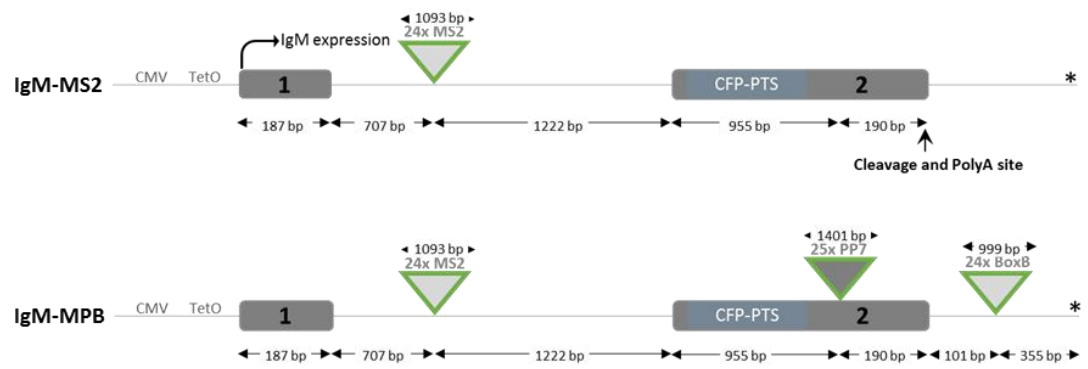 1093 bp
24x MS2
IgM expression
IgM-MS2
CMV TetO 1 CFP-PTS 2 *
187 bp 707 bp 1222 bp 955 bp 190 bp
Cleavage and PolyA site
1093 bp 1401 bp 999 bp
24x MS2 25x PP7 24x BoxB
IgM-MPB
CMV TetO 1 CFP-PTS 2 *
187 bp 707 bp 1222 bp 955 bp 190 bp 101 bp 355 bp